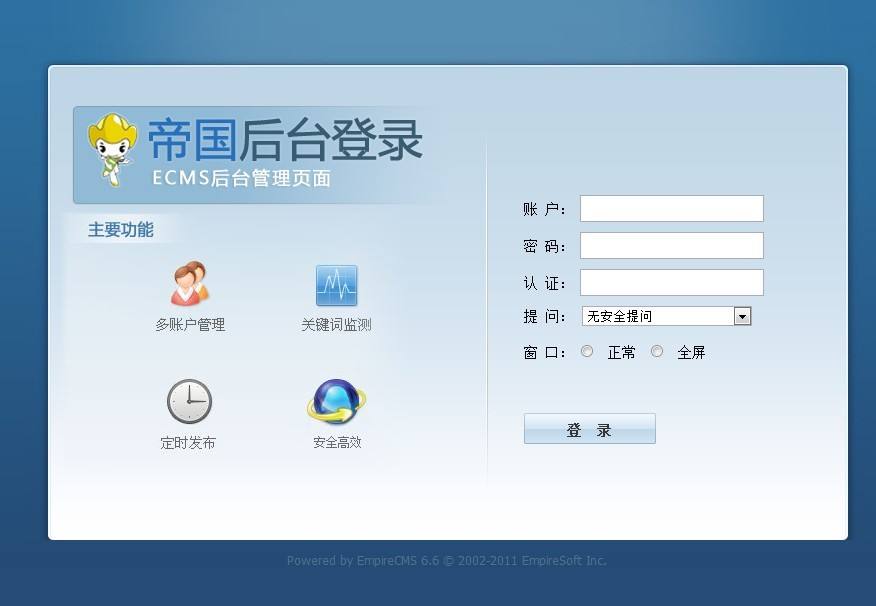 帝国后台登录
ECMS后台管理页面
主要功能
多账户管理
关键词监测
定时发布
安全高效
账 户：
密 码：
认 证：
提 问： 无安全提问
窗 口： 正常 全屏
登 录
Powered by EmpireCMS 6.6 © 2002-2011 EmpireSoft Inc.